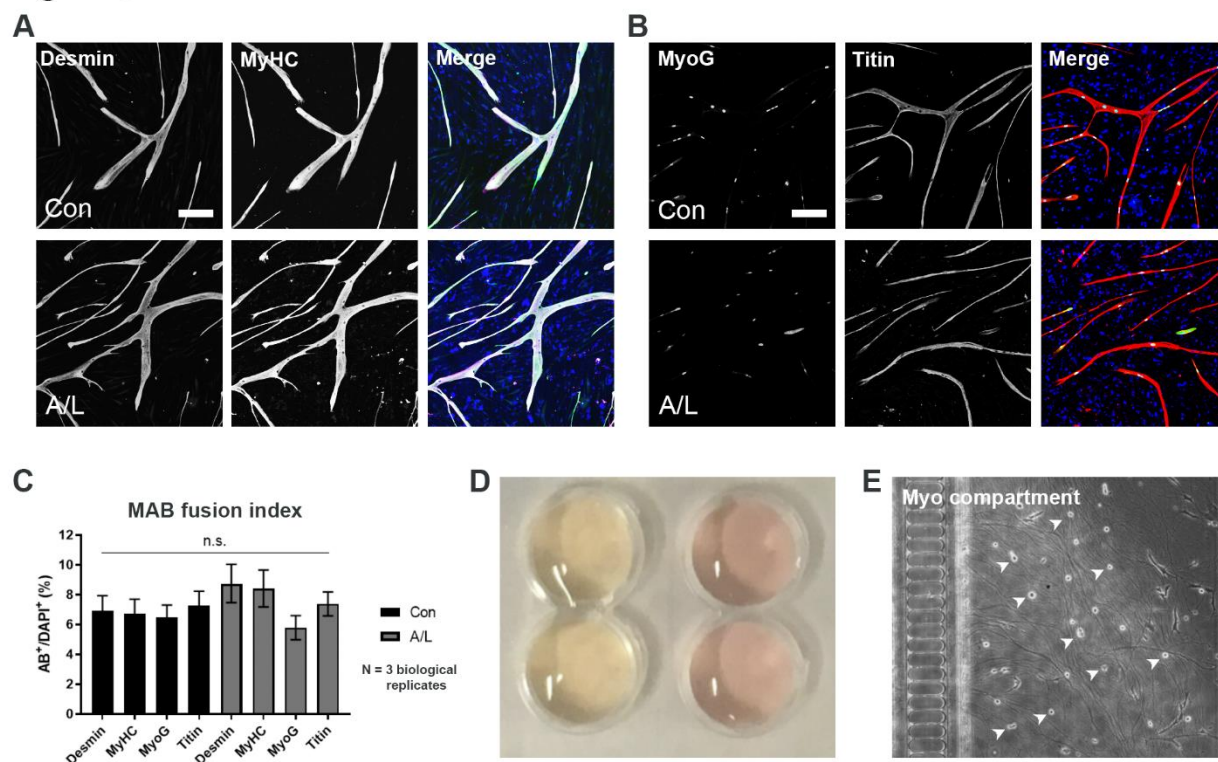 A
Desmin
MyHC
Merge
Con
A/L
B
MyoG
Titin
Merge
Con
A/L
C
MAB fusion index
n.s.
AB⁺/DAPI⁺ (%)
12
10
8
6
4
2
0
Desmin
MyHC
MyoG
Titin
Desmin
MyHC
MyoG
Titin
Con
A/L
N = 3 biological
replicates
D
E
Myo compartment